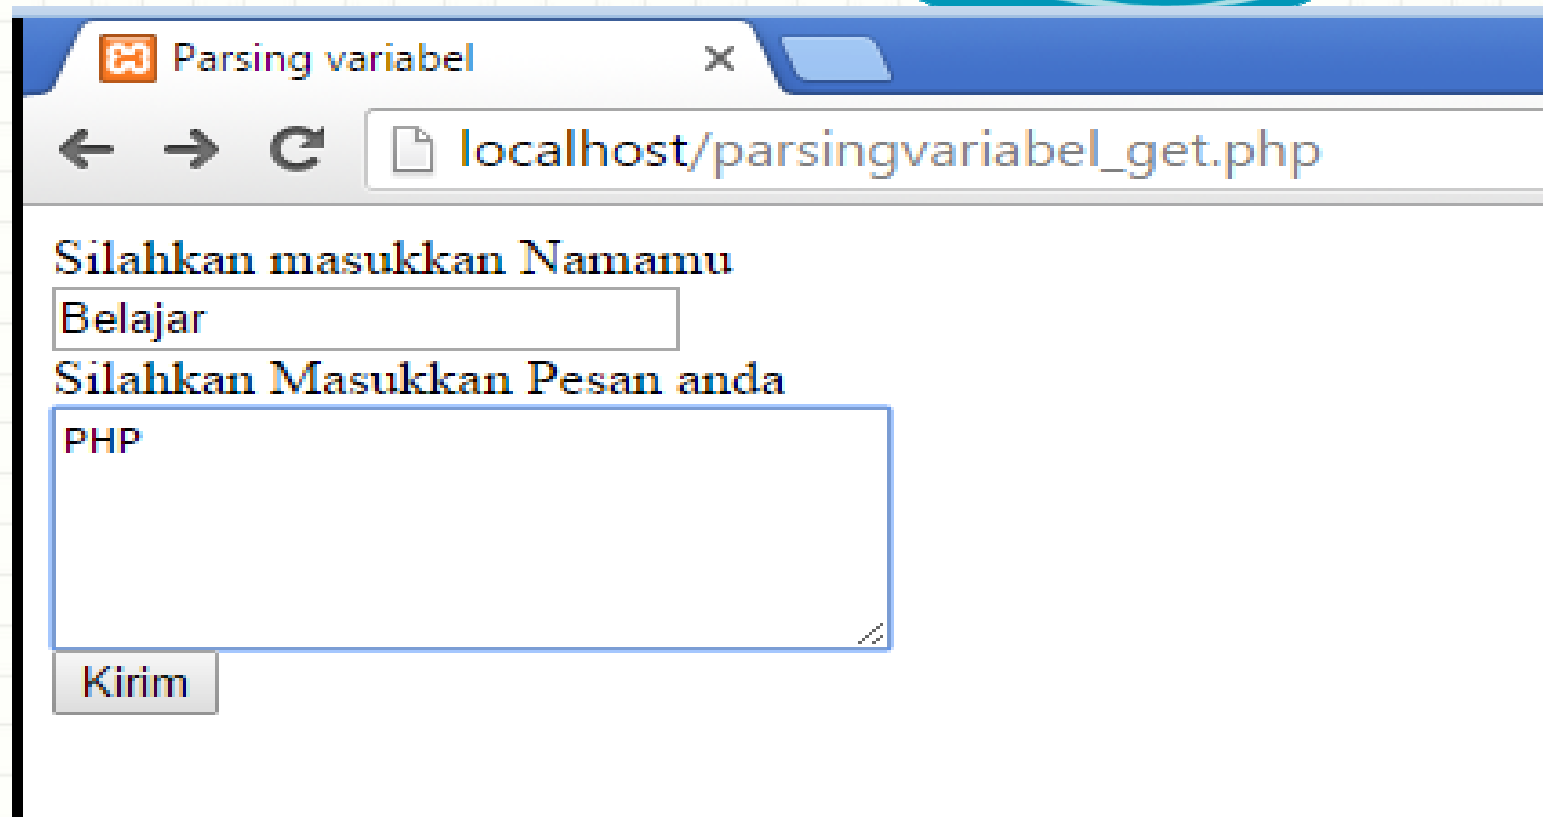 Parsing variabel
localhost/parsingvariabel_get.php
Silahkan masukkan Namamu
Belajar
Silahkan Masukkan Pesan anda
PHP
Kirim